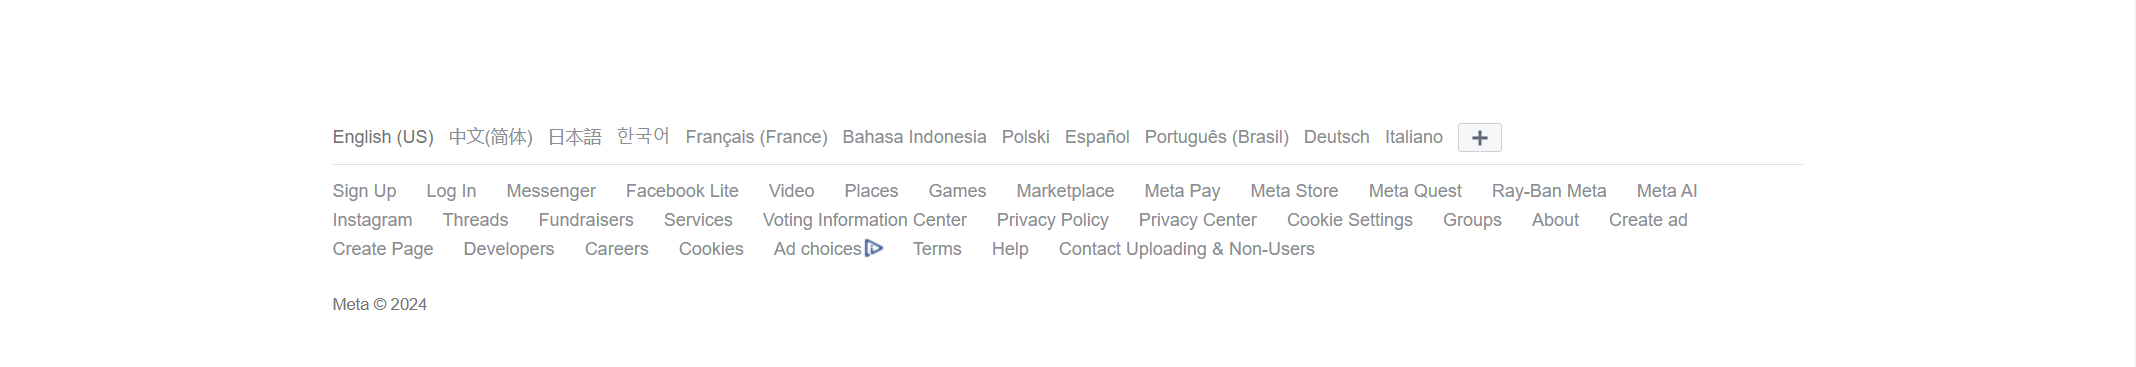 English (US) 中文(简体) 日本語 한국어 Français (France) Bahasa Indonesia Polski Español Português (Brasil) Deutsch Italiano +
Sign Up Log In Messenger Facebook Lite Video Places Games Marketplace Meta Pay Meta Store Meta Quest Ray-Ban Meta Meta AI
Instagram Threads Fundraisers Services Voting Information Center Privacy Policy Privacy Center Cookie Settings Groups About Create ad
Create Page Developers Careers Cookies Ad choices Terms Help Contact Uploading & Non-Users
Meta © 2024